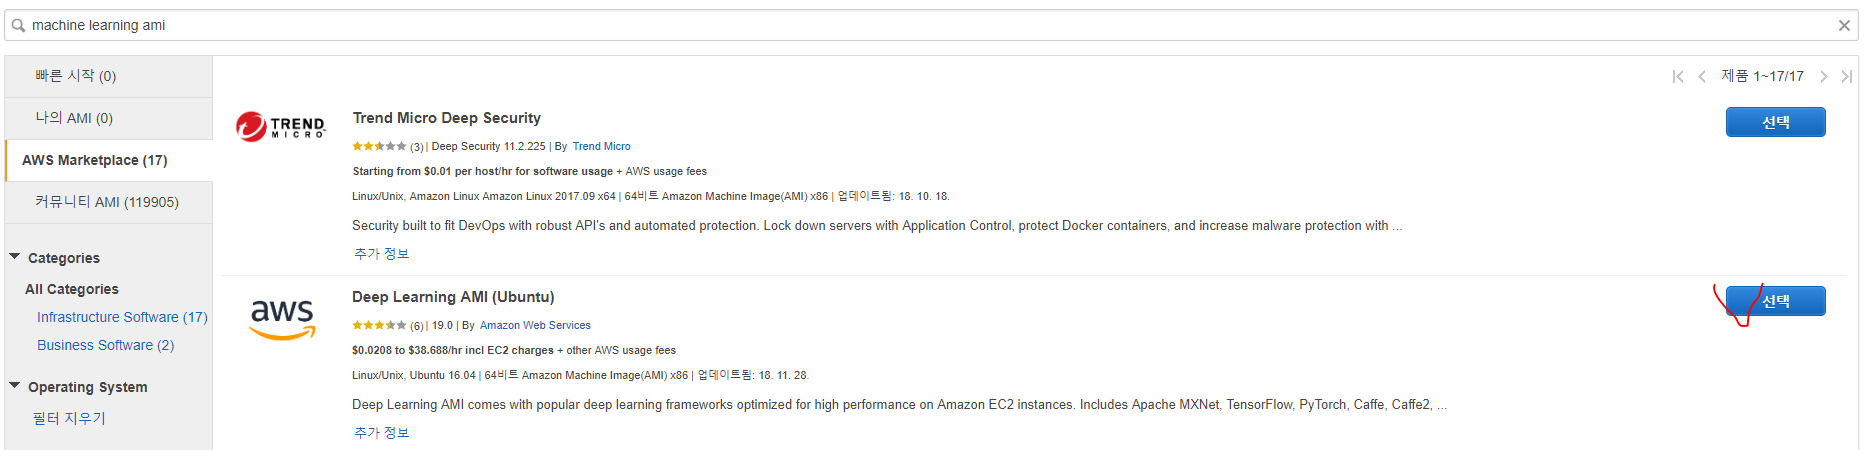 machine learning ami
빠른 시작 (0)
나의 AMI (0)
AWS Marketplace (17)
커뮤니티 AMI (119905)
Categories
All Categories
Infrastructure Software (17)
Business Software (2)
Operating System
필터 지우기
제품 1~17/17
TREND
MICRO
Trend Micro Deep Security
선택
(3) | Deep Security 11.2.225 | By Trend Micro
Starting from $0.01 per host/hr for software usage + AWS usage fees
Linux/Unix, Amazon Linux Amazon Linux 2017.09 x64 | 64비트 Amazon Machine Image(AMI) x86 | 업데이트됨: 18. 10. 18.
Security built to fit DevOps with robust API's and automated protection. Lock down servers with Application Control, protect Docker containers, and increase malware protection with ...
추가 정보
aws
Deep Learning AMI (Ubuntu)
선택
(6) | 19.0 | By Amazon Web Services
$0.0208 to $38.688/hr incl EC2 charges + other AWS usage fees
Linux/Unix, Ubuntu 16.04 | 64비트 Amazon Machine Image(AMI) x86 | 업데이트됨: 18. 11. 28.
Deep Learning AMI comes with popular deep learning frameworks optimized for high performance on Amazon EC2 instances. Includes Apache MXNet, TensorFlow, PyTorch, Caffe, Caffe2, ...
추가 정보